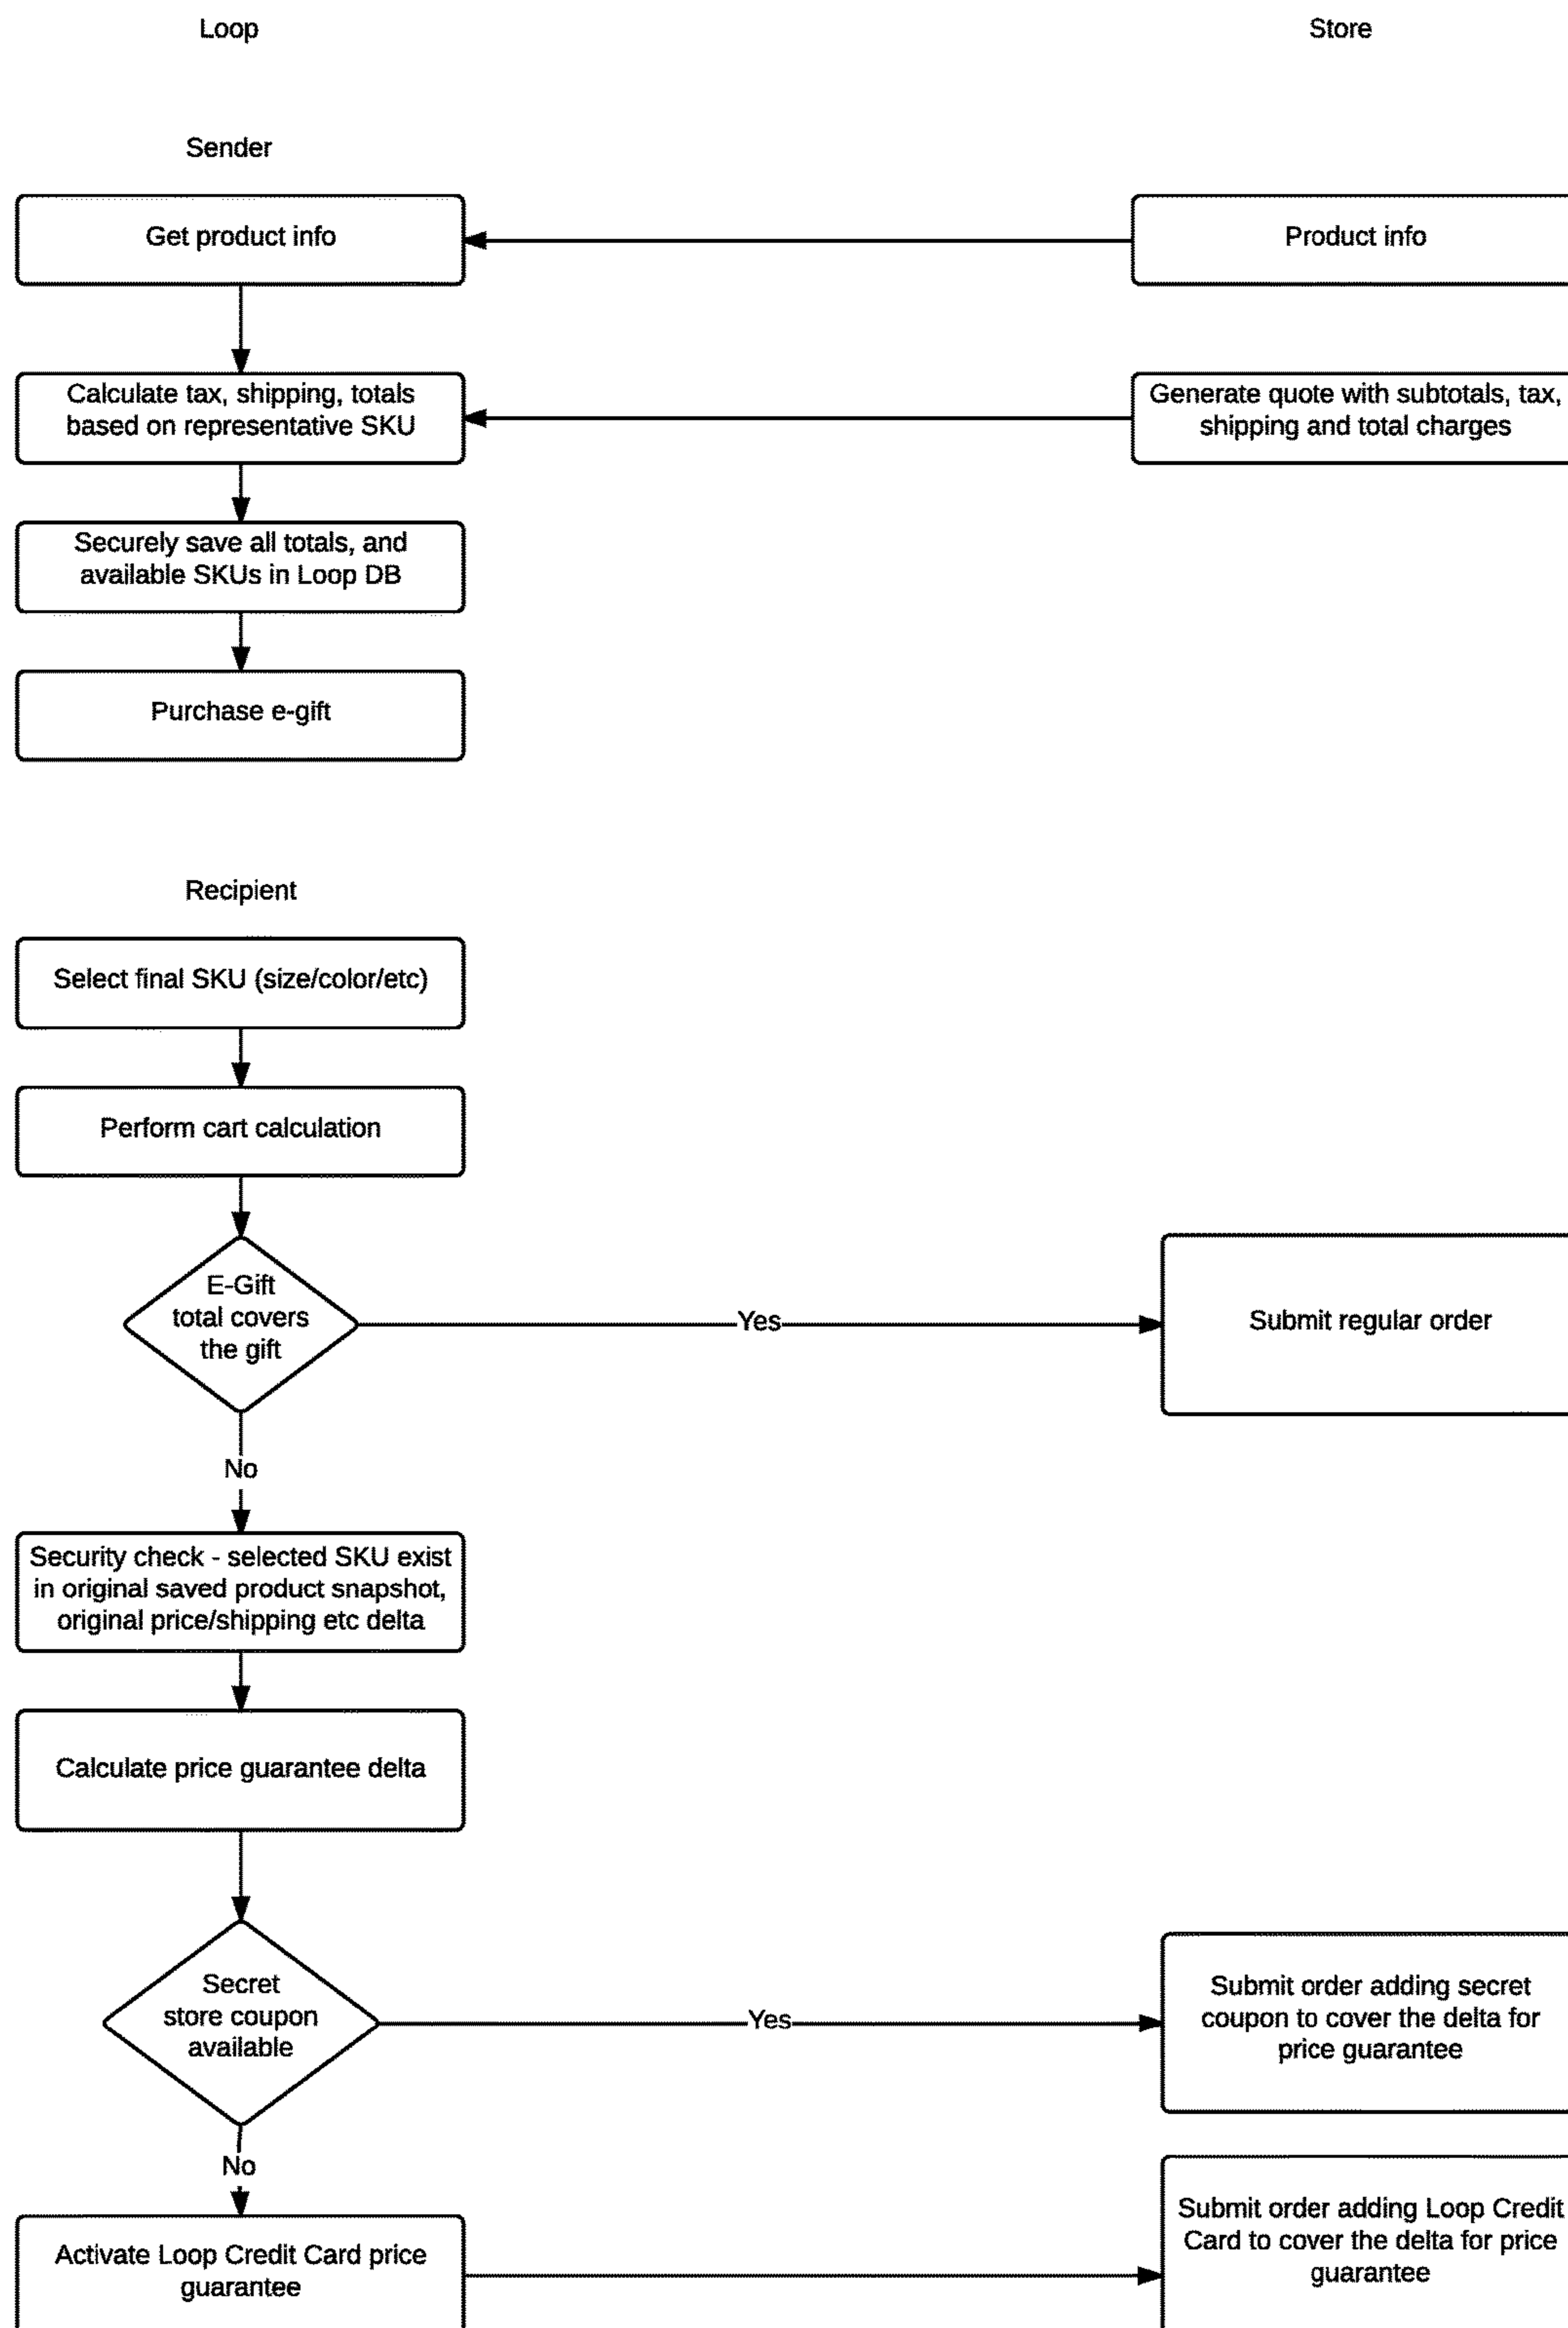 Loop
Store
Sender
Get product info
Product info
Calculate tax, shipping, totals
based on representative SKU
Generate quote with subtotals, tax,
shipping and total charges
Securely save all totals, and
available SKUs in Loop DB
Purchase e-gift
Recipient
Select final SKU (size/color/etc)
Perform cart calculation
E-Gift
total covers
the gift
Yes
Submit regular order
No
Security check - selected SKU exist
in original saved product snapshot,
original price/shipping etc delta
Calculate price guarantee delta
Secret
store coupon
available
Yes
Submit order adding secret
coupon to cover the delta for
price guarantee
No
Activate Loop Credit Card price
guarantee
Submit order adding Loop Credit
Card to cover the delta for price
guarantee